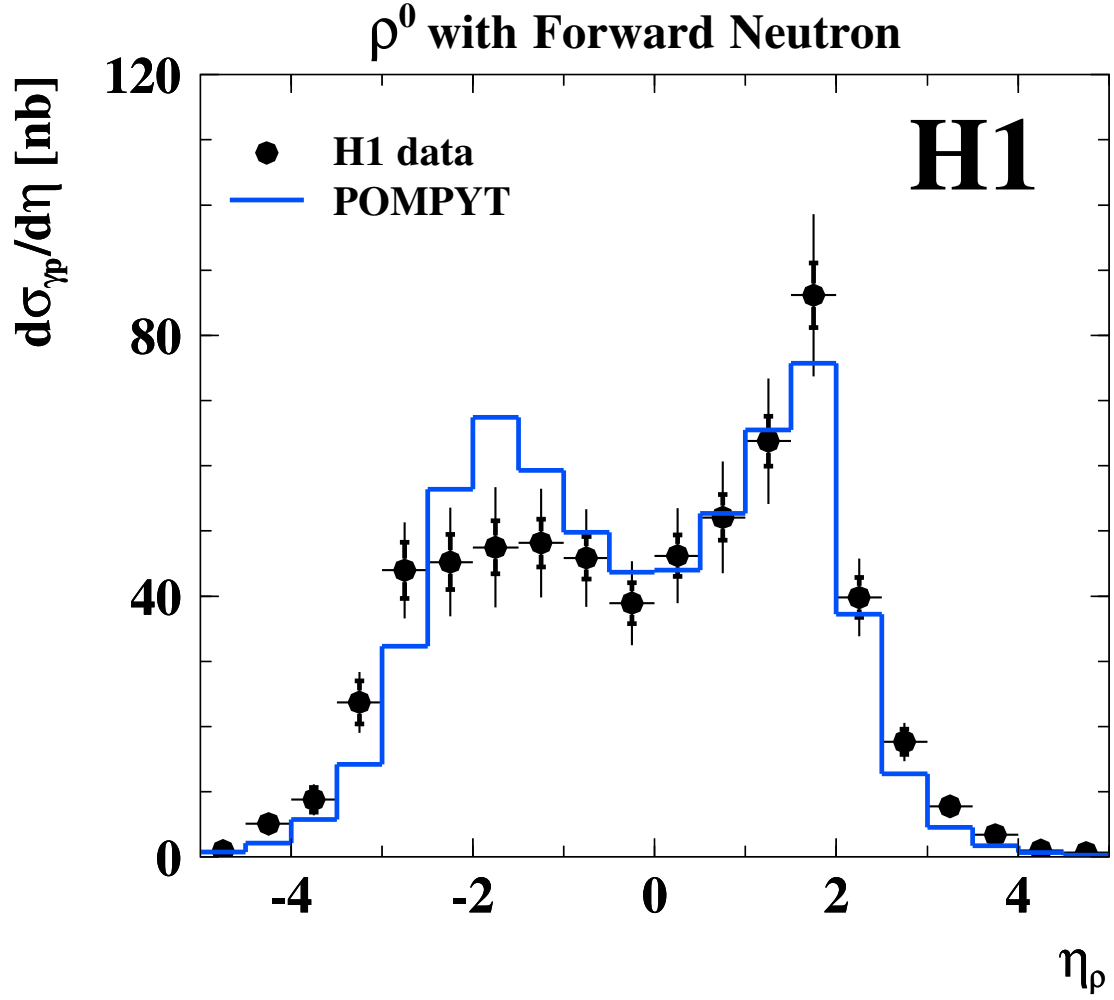 ρ⁰ with Forward Neutron
dσγp/dη [nb]
H1
H1 data
POMPYT
120
80
40
0
-4 -2 0 2 4
ηρ